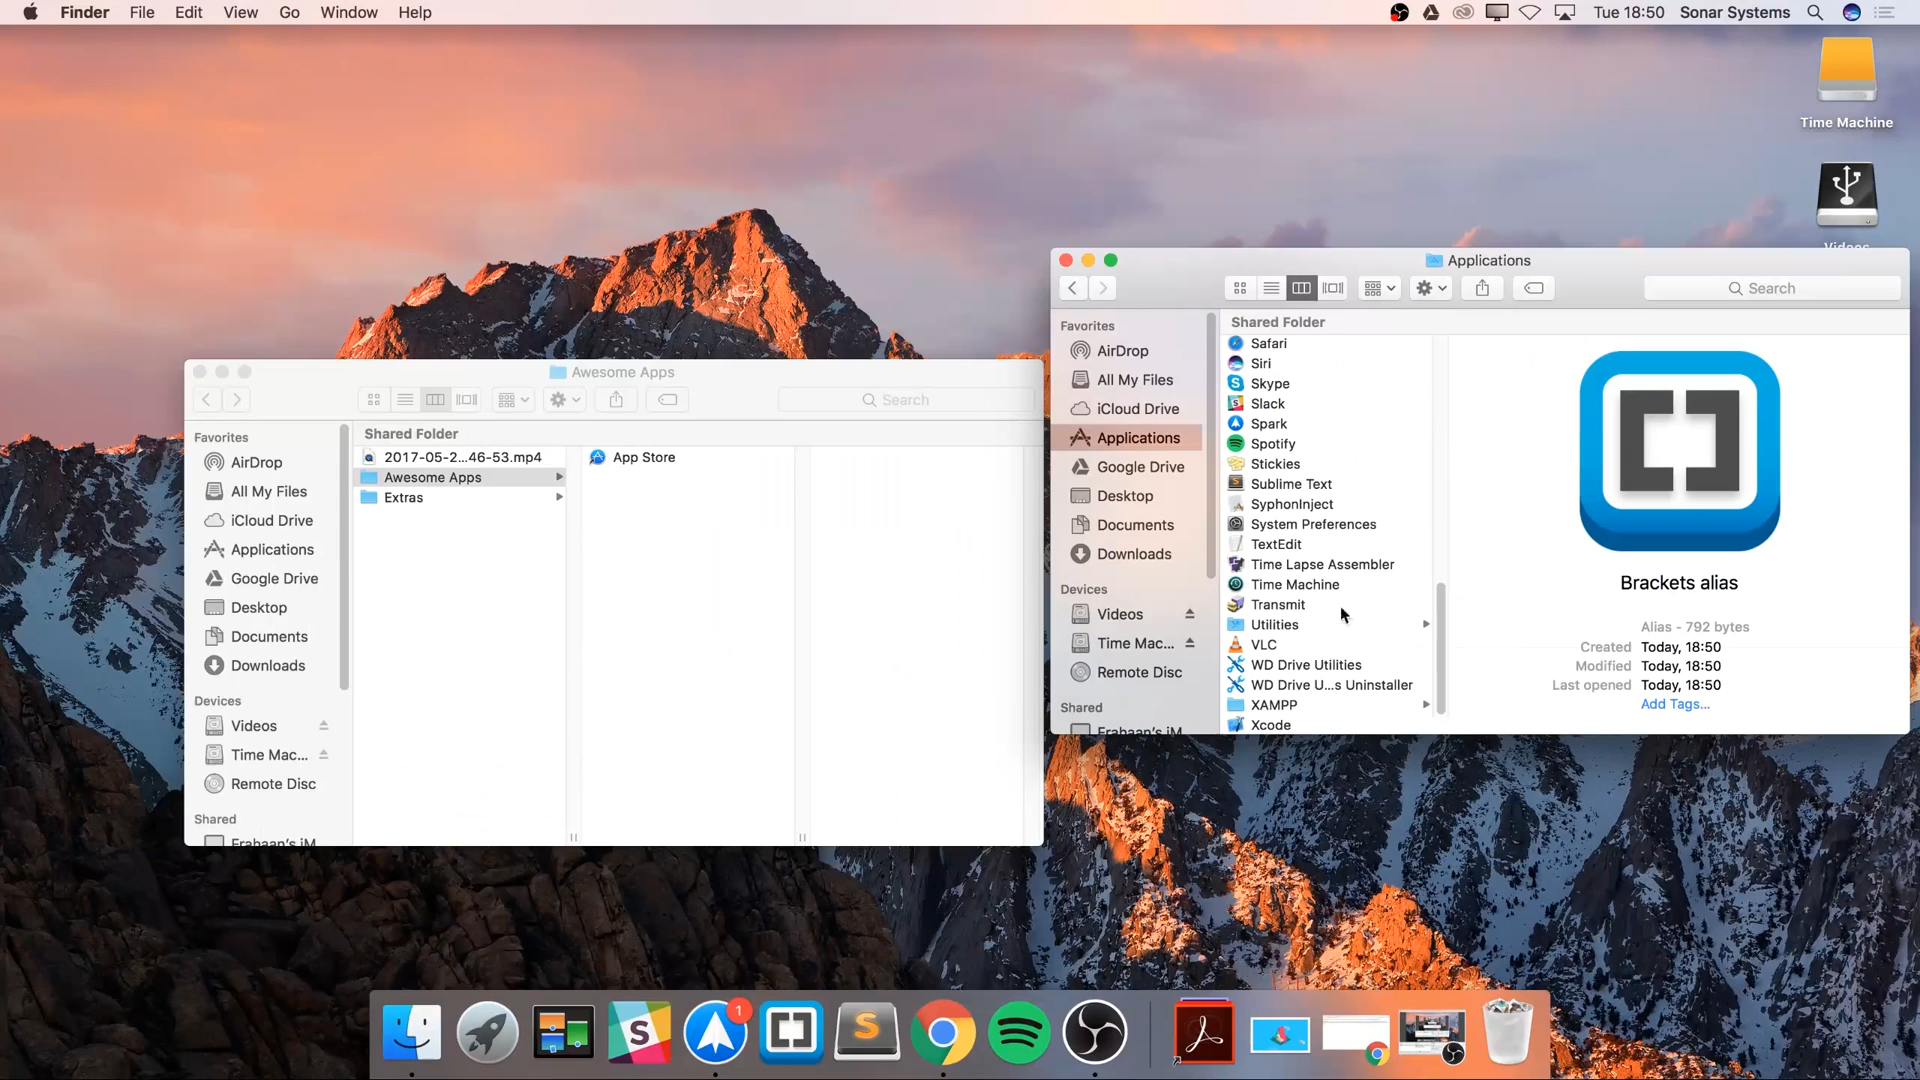 Finder File Edit View Go Window Help
Tue 18:50 Sonar Systems
Time Machine
Videos
Awesome Apps
Search
Favorites
AirDrop
All My Files
iCloud Drive
Applications
Google Drive
Desktop
Documents
Downloads
Devices
Videos
Time Mac...
Remote Disc
Shared
Frahaan's iM
Shared Folder
2017-05-2...46-53.mp4
Awesome Apps
Extras
App Store
Applications
Search
Favorites
AirDrop
All My Files
iCloud Drive
Applications
Google Drive
Desktop
Documents
Downloads
Devices
Videos
Time Mac...
Remote Disc
Shared
Frahaan's iM
Shared Folder
Safari
Siri
Skype
Slack
Spark
Spotify
Stickies
Sublime Text
SyphonInject
System Preferences
TextEdit
Time Lapse Assembler
Time Machine
Transmit
Utilities
VLC
WD Drive Utilities
WD Drive U...s Uninstaller
XAMPP
Xcode
Brackets alias
Alias - 792 bytes
Created Today, 18:50
Modified Today, 18:50
Last opened Today, 18:50
Add Tags...
1